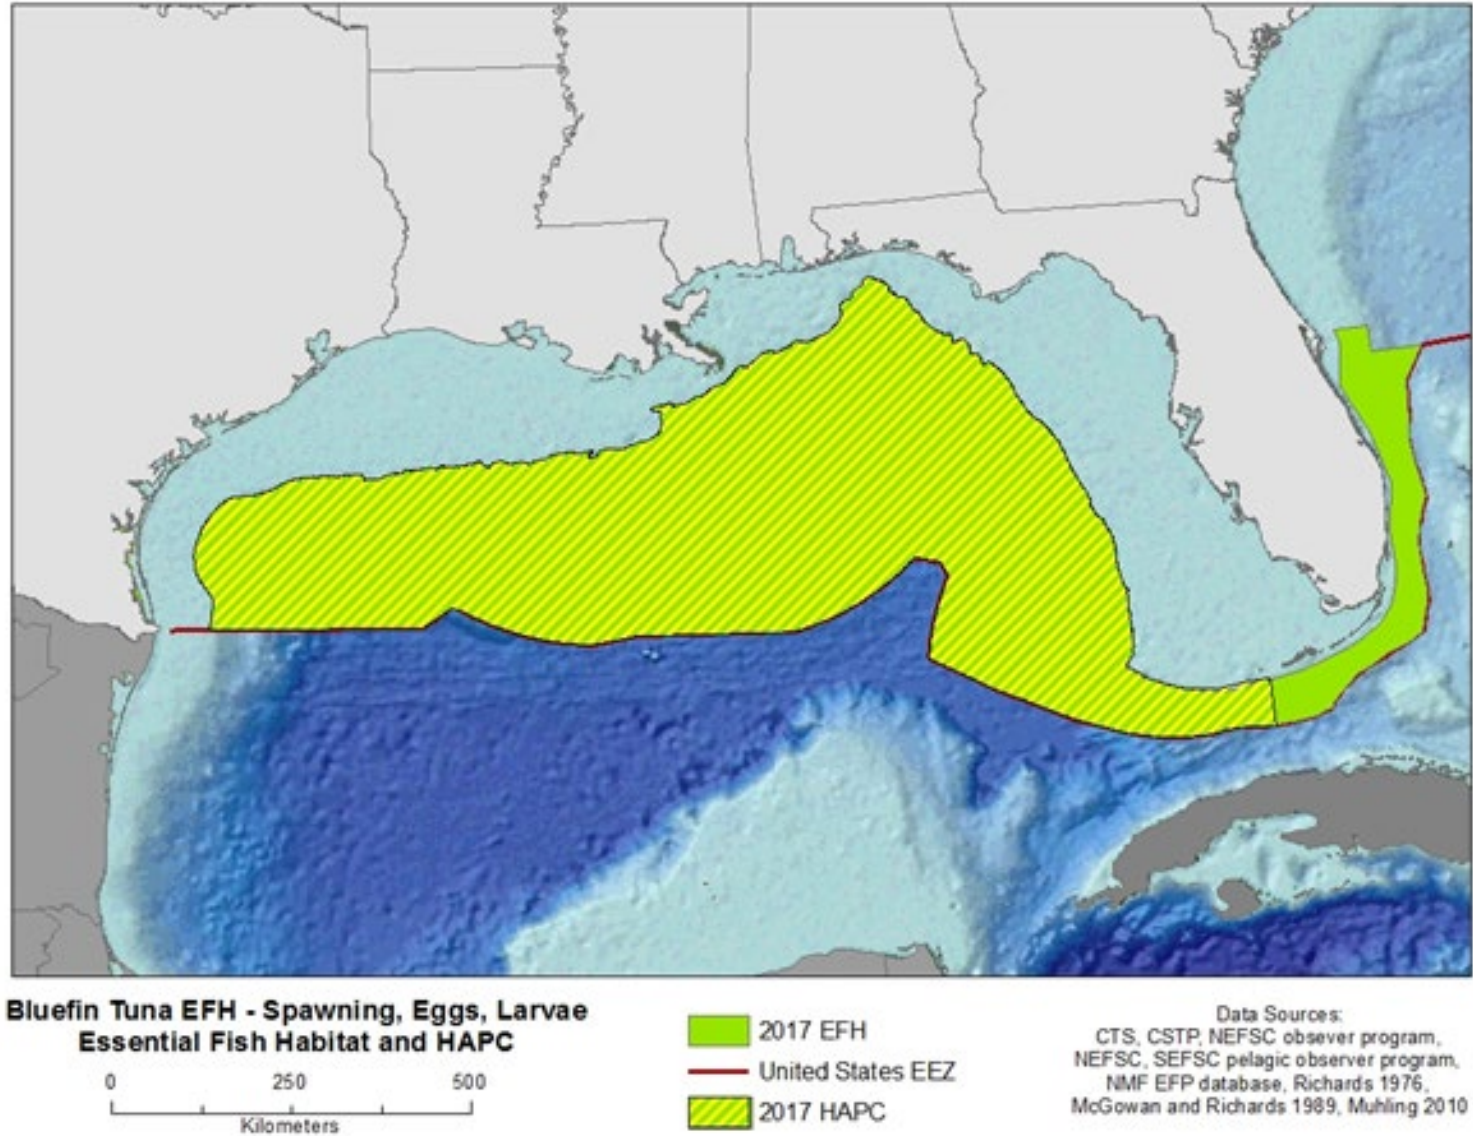 Bluefin Tuna EFH - Spawning, Eggs, Larvae
Essential Fish Habitat and HAPC
0 250 500
Kilometers
2017 EFH
United States EEZ
2017 HAPC
Data Sources:
CTS, CSTP, NEFSC obsever program,
NEFSC, SEFSC pelagic observer program,
NMF EFP database, Richards 1976,
McGowan and Richards 1989, Muhling 2010